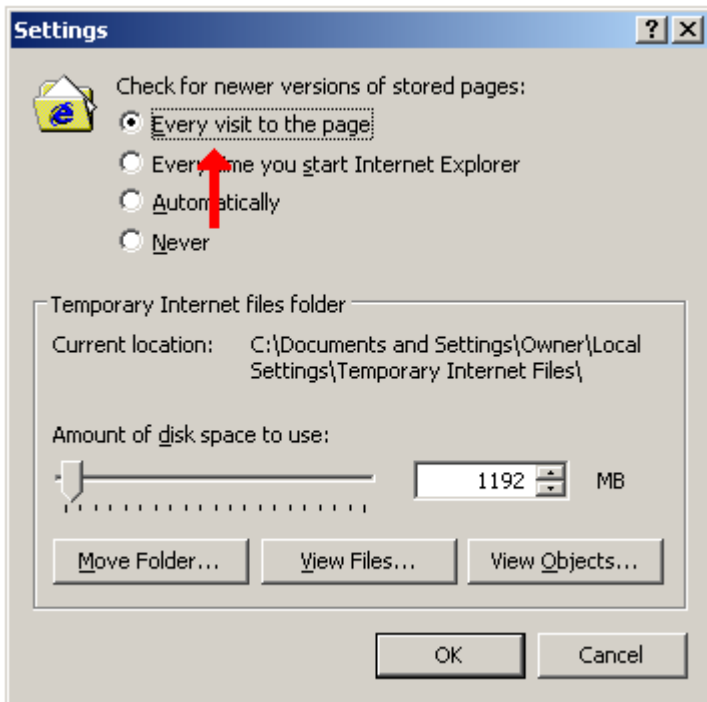 Settings
Check for newer versions of stored pages:
Every visit to the page
Every time you start Internet Explorer
Automatically
Never
Temporary Internet files folder
Current location: C:\Documents and Settings\Owner\Local
Settings\Temporary Internet Files\
Amount of disk space to use:
1192 MB
Move Folder... View Files... View Objects...
OK Cancel